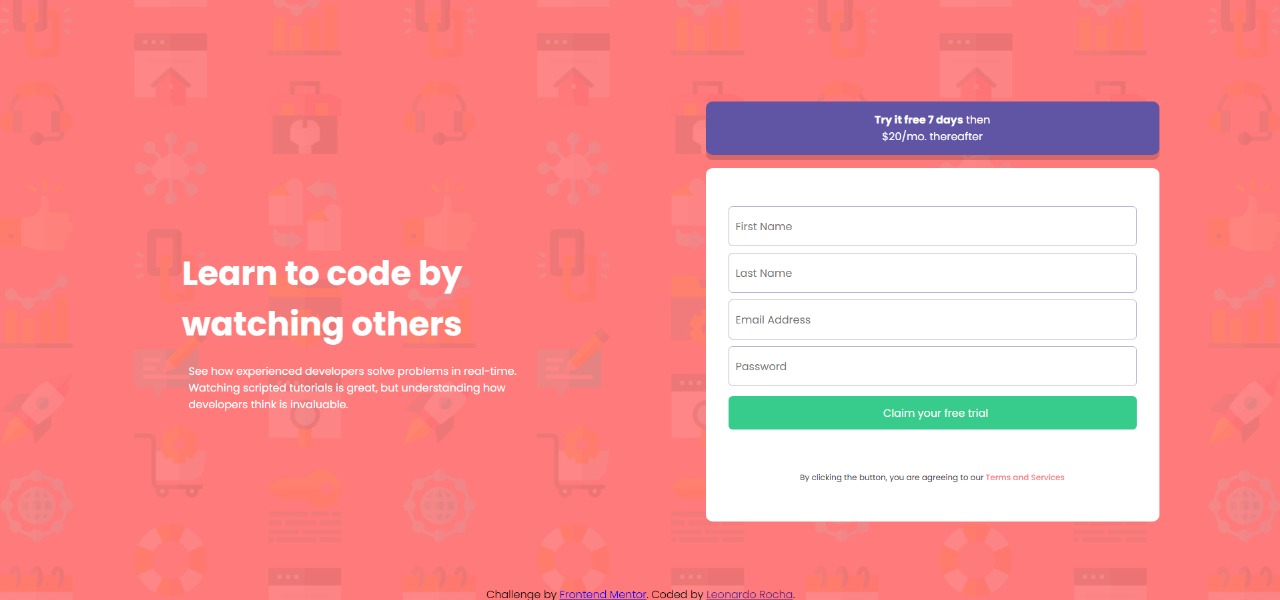 Learn to code by
watching others
See how experienced developers solve problems in real-time.
Watching scripted tutorials is great, but understanding how
developers think is invaluable.
Try it free 7 days then
$20/mo. thereafter
First Name
Last Name
Email Address
Password
Claim your free trial
By clicking the button, you are agreeing to our Terms and Services
Challenge by Frontend Mentor. Coded by Leonardo Rocha.